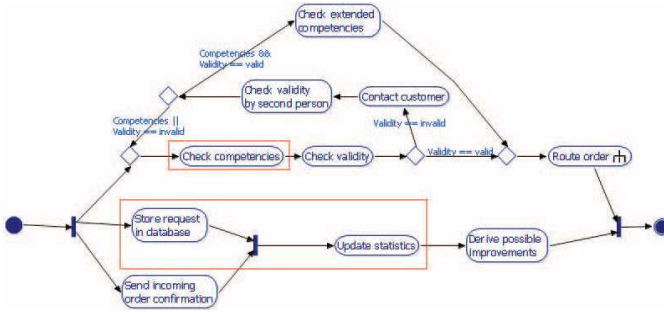 Check extended
competencies
Competencies &&
Validity == valid
Check validity
by second person
Contact customer
Competencies ||
Validity == invalid
Validity == invalid
Check competencies
Check validity
Validity == valid
Route order
Store request
in database
Update statistics
Derive possible
improvements
Send incoming
order confirmation